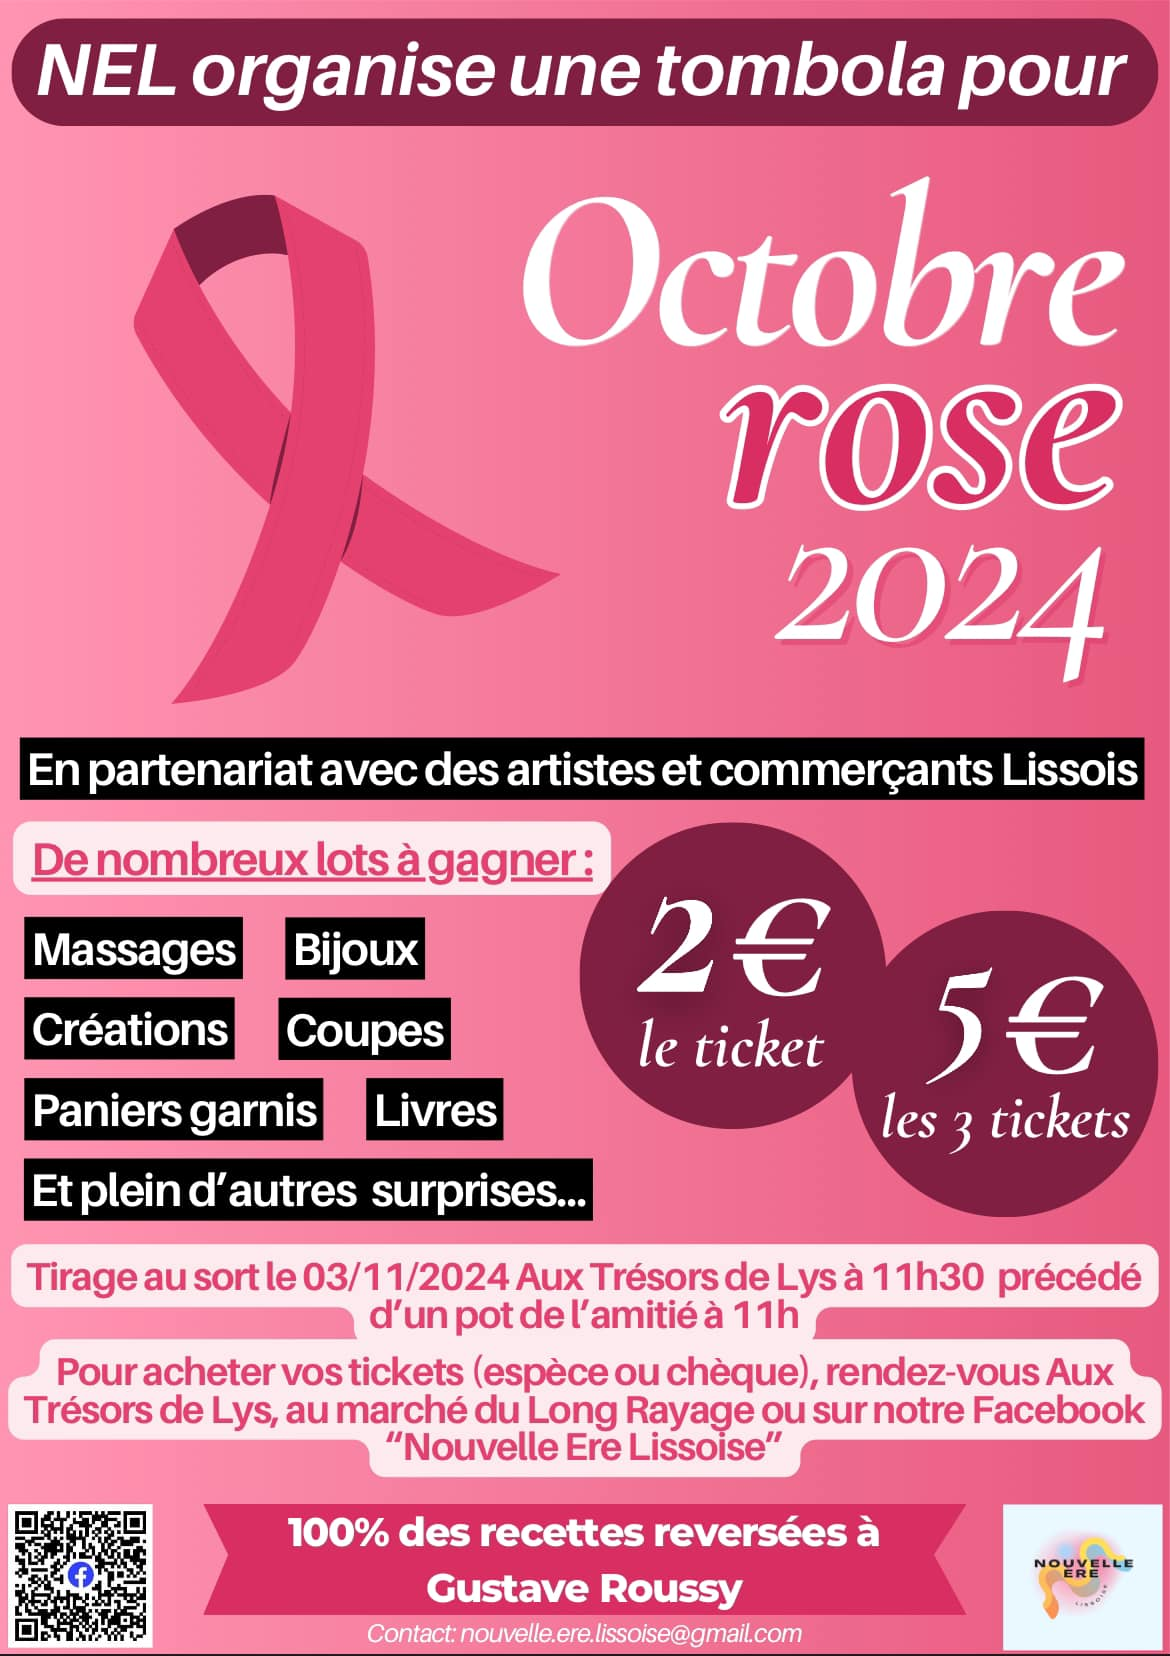 NEL organise une tombola pour
Octobre
rose
2024
En partenariat avec des artistes et commerçants Lissois
De nombreux lots à gagner :
Massages
Bijoux
Créations
Coupes
Paniers garnis
Livres
Et plein d’autres surprises...
2€
le ticket
5€
les 3 tickets
Tirage au sort le 03/11/2024 Aux Trésors de Lys à 11h30 précédé
d’un pot de l’amitié à 11h
Pour acheter vos tickets (espèce ou chèque), rendez-vous Aux
Trésors de Lys, au marché du Long Rayage ou sur notre Facebook
“Nouvelle Ere Lissoise”
100% des recettes reversées à
Gustave Roussy
Contact: nouvelle.ere.lissoise@gmail.com
NOUVELLE
ERE
LISSOISE